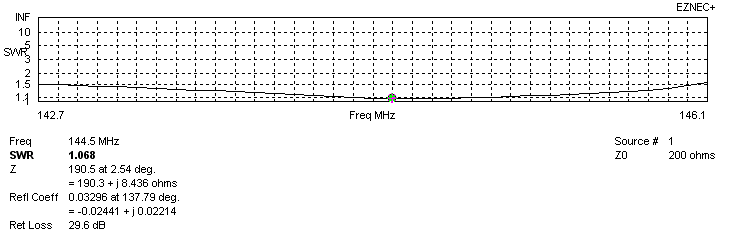 EZNEC+
INF
10
5
SWR
3
2
1.5
1.1
142.7 Freq MHz 146.1
Freq 144.5 MHz Source # 1
SWR 1.068 Z0 200 ohms
Z 190.5 at 2.54 deg.
= 190.3 + j 8.436 ohms
Refl Coeff 0.03296 at 137.79 deg.
= -0.02441 + j 0.02214
Ret Loss 29.6 dB